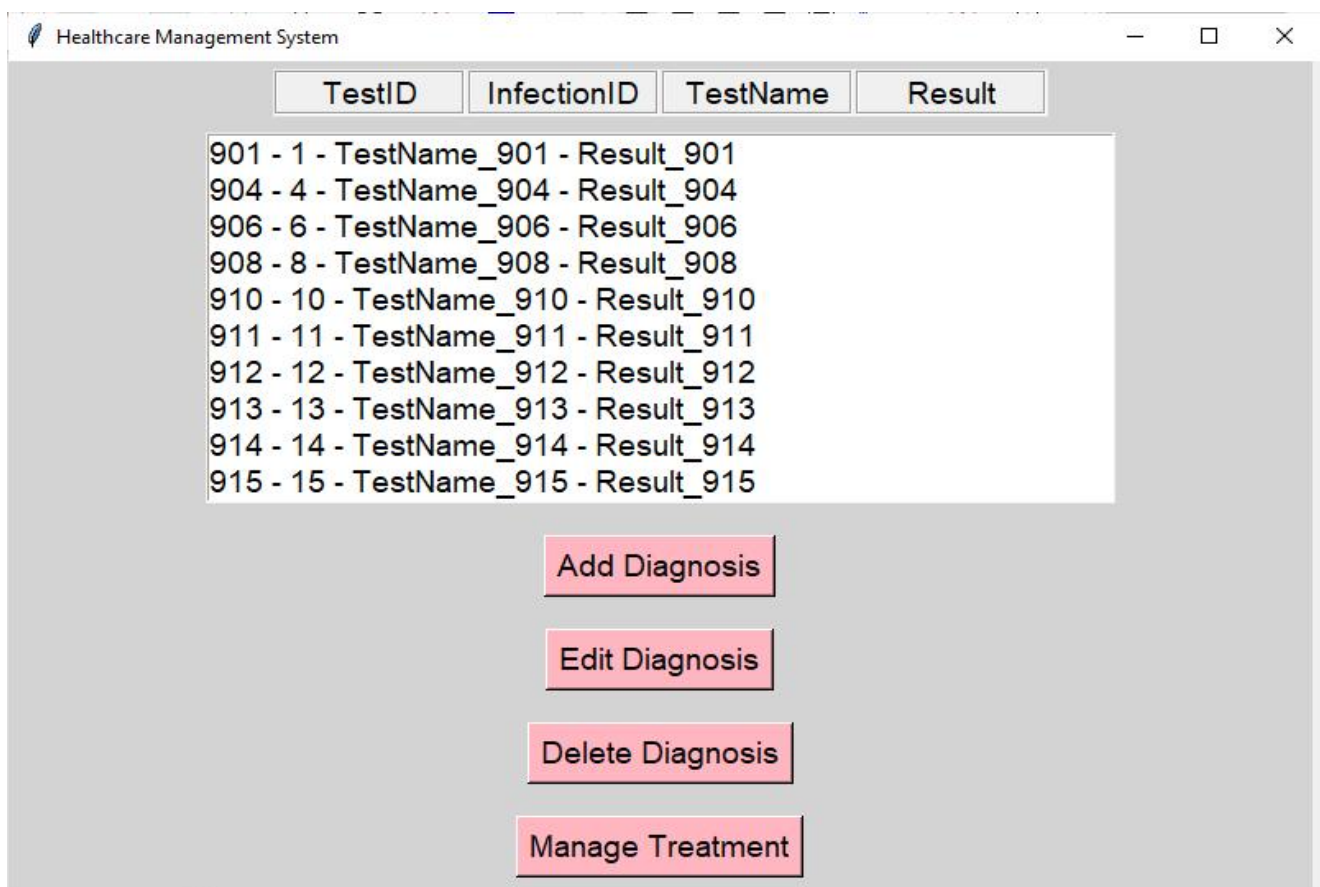 Healthcare Management System
TestID InfectionID TestName Result
901 - 1 - TestName_901 - Result_901
904 - 4 - TestName_904 - Result_904
906 - 6 - TestName_906 - Result_906
908 - 8 - TestName_908 - Result_908
910 - 10 - TestName_910 - Result_910
911 - 11 - TestName_911 - Result_911
912 - 12 - TestName_912 - Result_912
913 - 13 - TestName_913 - Result_913
914 - 14 - TestName_914 - Result_914
915 - 15 - TestName_915 - Result_915
Add Diagnosis
Edit Diagnosis
Delete Diagnosis
Manage Treatment